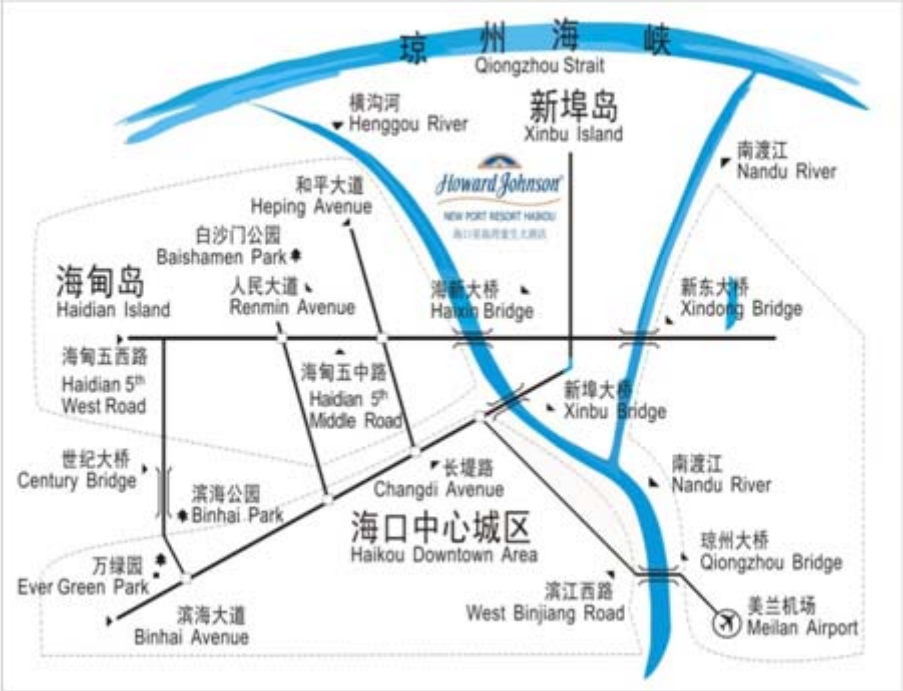 琼州海峡
Qiongzhou Strait
横沟河
Henggou River
新埠岛
Xinbu Island
南渡江
Nandu River
Howard Johnson
NEW PORT RESORT HAIKOU
和平大道
Heping Avenue
白沙门公园
Baishamen Park
海甸岛
Haidian Island
人民大道
Renmin Avenue
海新大桥
Haixin Bridge
新东大桥
Xindong Bridge
海甸五西路
Haidian 5th
West Road
海甸五中路
Haidian 5th
Middle Road
新埠大桥
Xinbu Bridge
世纪大桥
Century Bridge
长堤路
Changdi Avenue
南渡江
Nandu River
滨海公园
Binhai Park
海口中心城区
Haikou Downtown Area
琼州大桥
Qiongzhou Bridge
万绿园
Ever Green Park
滨江西路
West Binjiang Road
美兰机场
Meilan Airport
滨海大道
Binhai Avenue